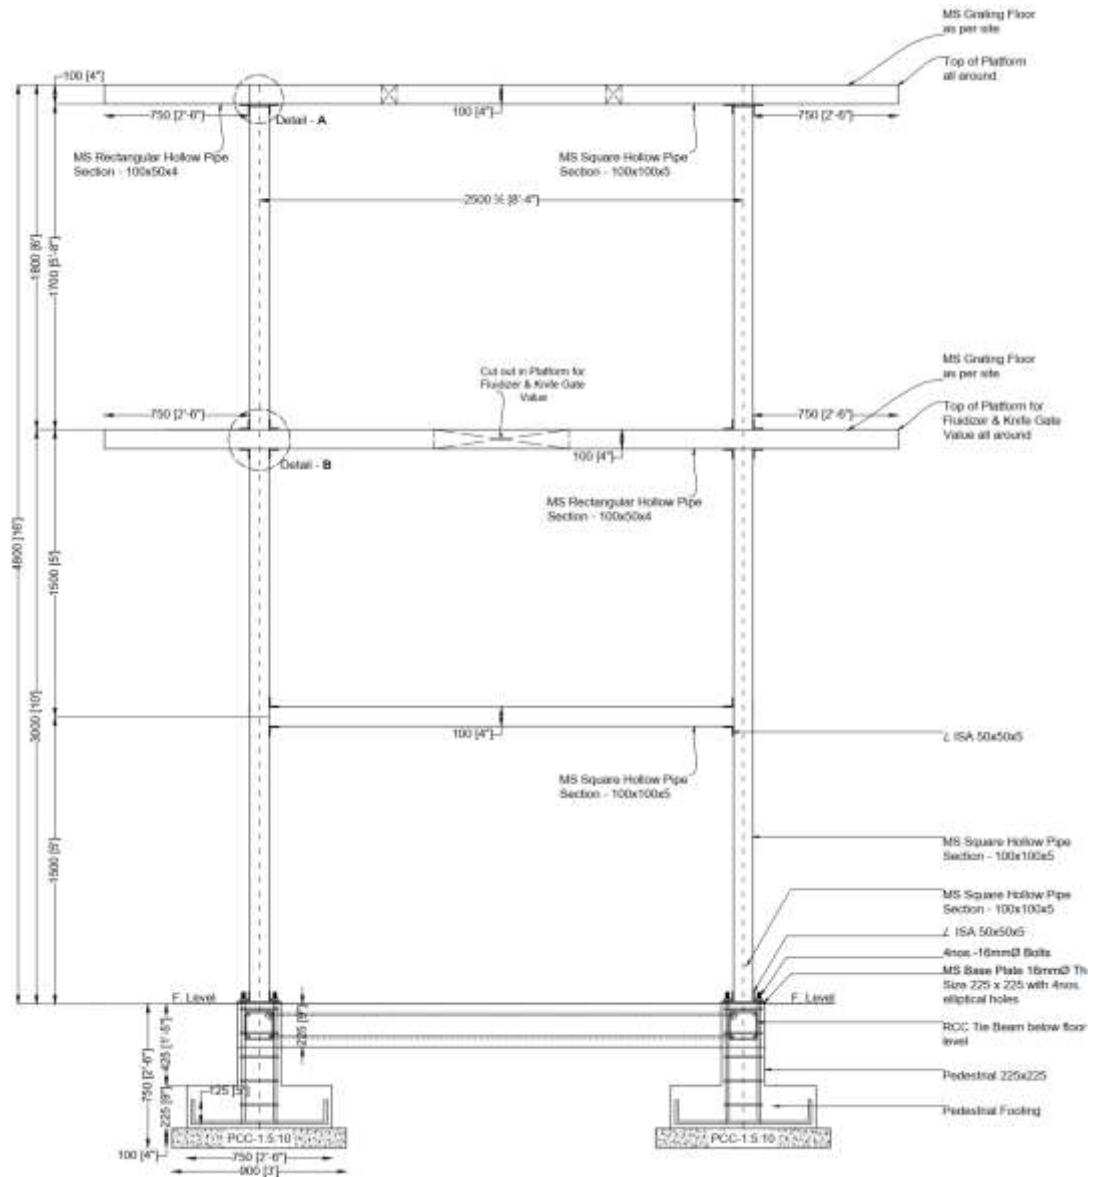 MS Grating Floor
as per site
100 [4"]
Top of Platform
all around
750 [2'-6"]
Detail - A
100 [4"]
750 [2'-6"]
MS Rectangular Hollow Pipe
Section - 100x50x4
MS Square Hollow Pipe
Section - 100x100x5
2500 [8'-4"]
1800 [6']
1700 [5'-8"]
MS Grating Floor
as per site
Cut out in Platform for
Fluidizer & Knife Gate
Value
750 [2'-6"]
750 [2'-6"]
Top of Platform for
Fluidizer & Knife Gate
Value all around
Detail - B
100 [4"]
MS Rectangular Hollow Pipe
Section - 100x50x4
4800 [16']
1500 [5']
3000 [10']
100 [4"]
ISA 50x50x5
MS Square Hollow Pipe
Section - 100x100x5
1500 [5']
MS Square Hollow Pipe
Section - 100x100x5
MS Square Hollow Pipe
Section - 100x100x5
ISA 50x50x5
4nos -16mmØ Bolts
MS Base Plate 16mmØ Th
Size 225 x 225 with 4nos.
elliptical holes
F. Level
F. Level
225 [9"]
RCC Tie Beam below floor
level
750 [2'-6"]
425 [1'-5"]
Pedestrial 225x225
225 [9"]
125 [5"]
Pedestrial Footing
PCC-1:5:10
PCC-1:5:10
100 [4"]
750 [2'-6"]
900 [3']